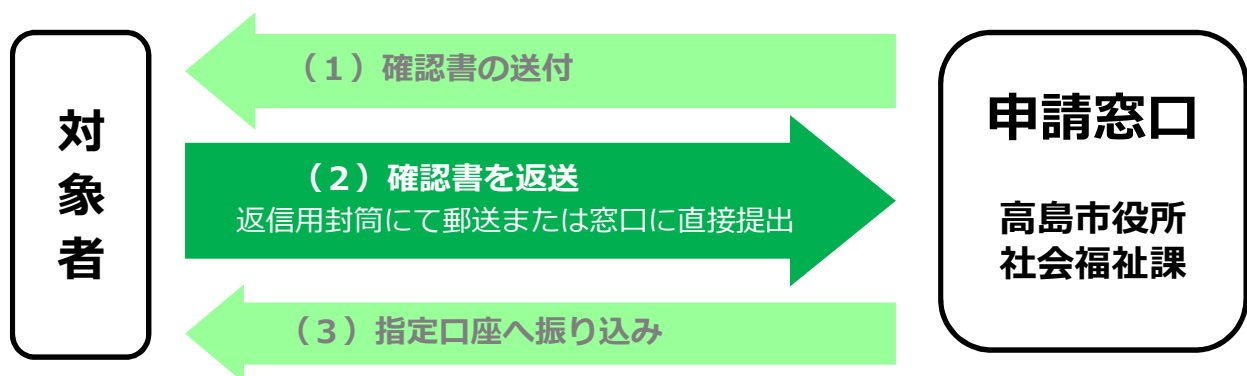 対象者
（１）確認書の送付
（２）確認書を返送
返信用封筒にて郵送または窓口に直接提出
（３）指定口座へ振り込み
申請窓口
高島市役所
社会福祉課